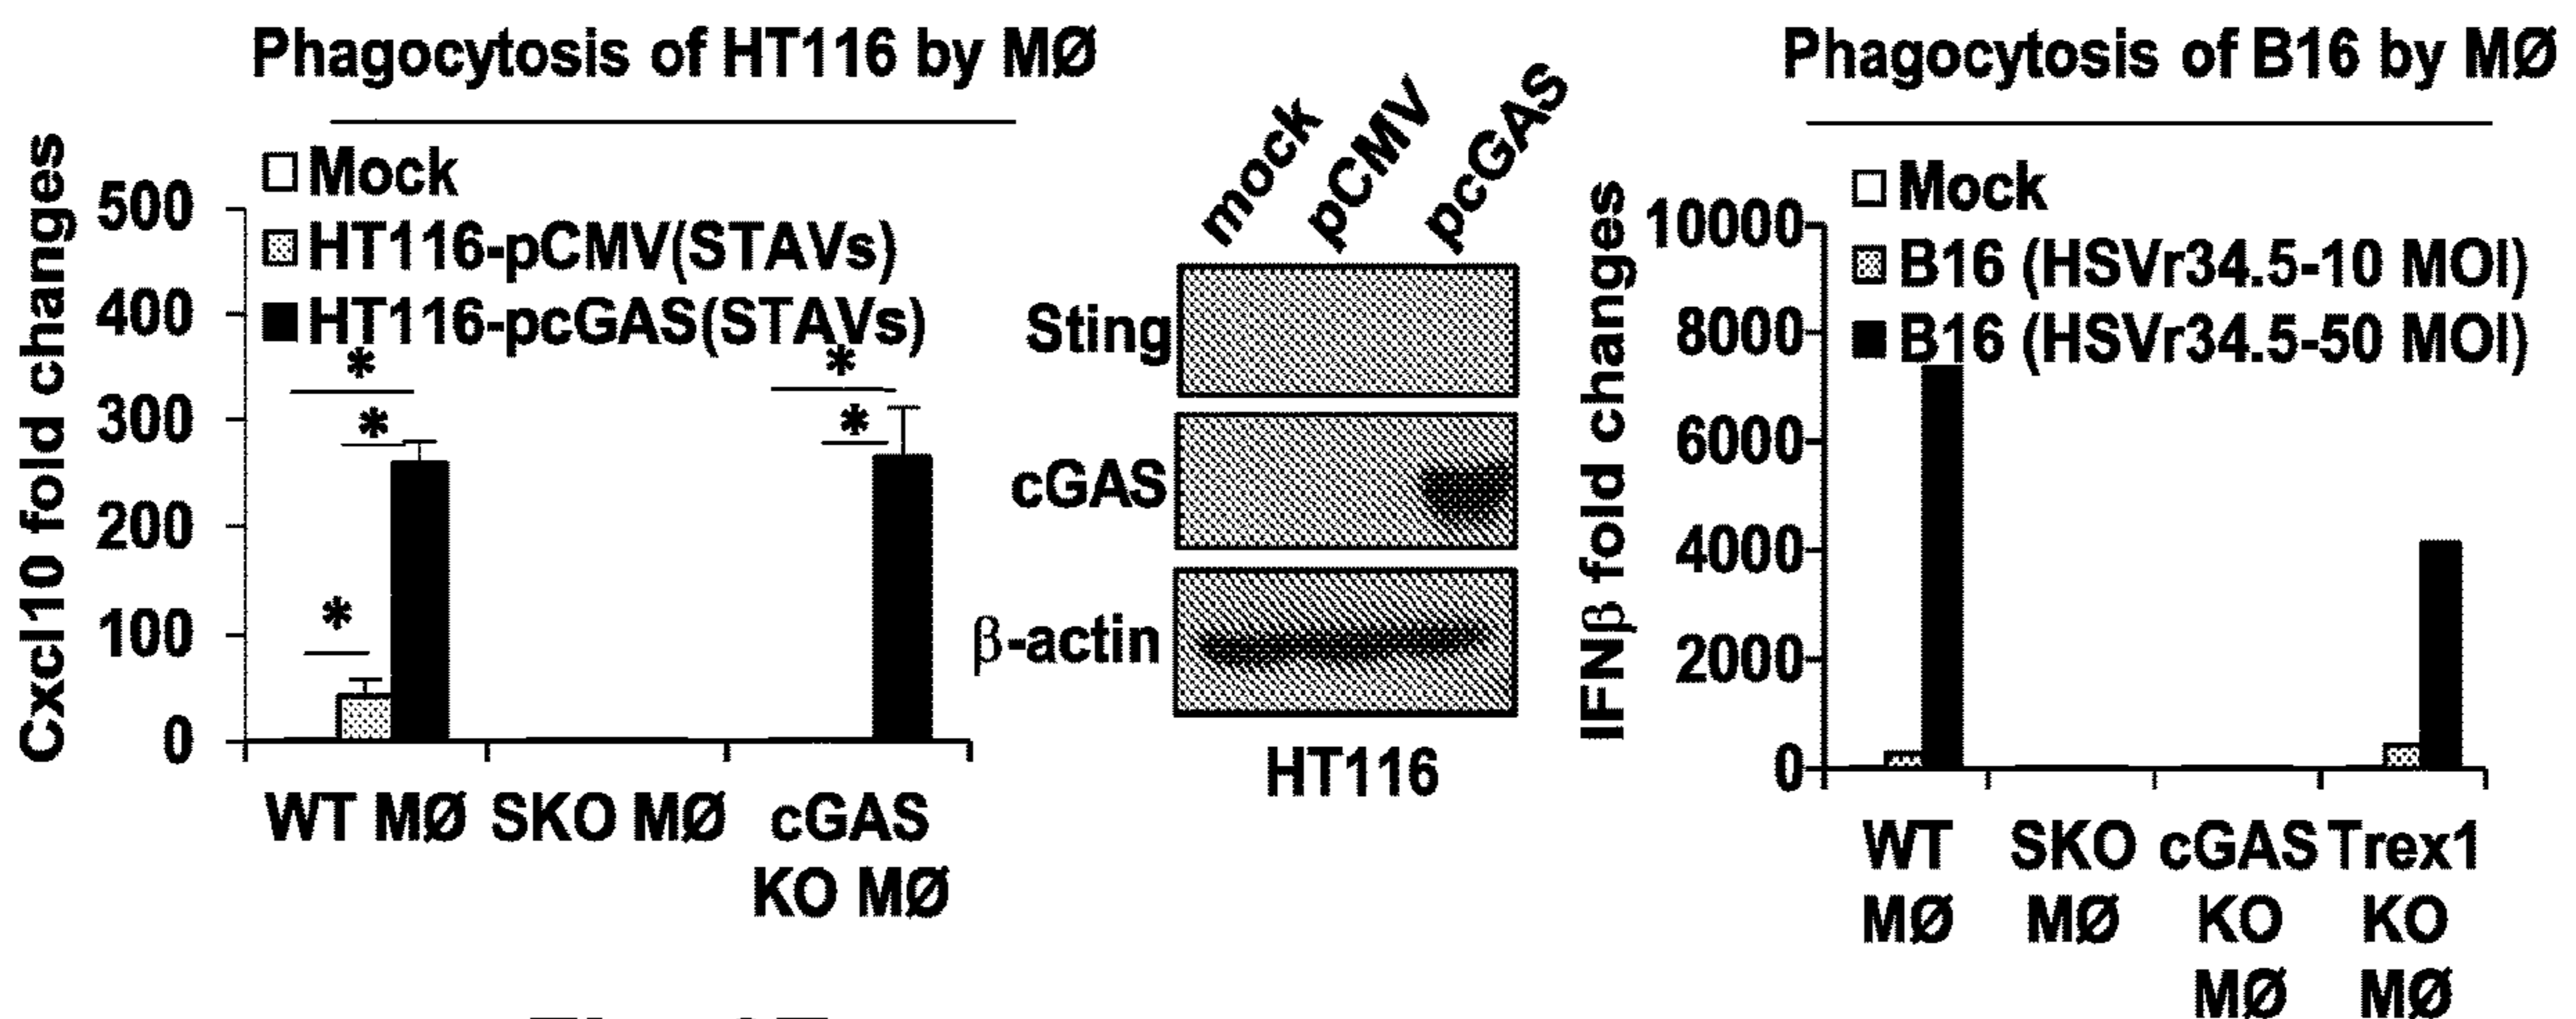 Phagocytosis of HT116 by MØ
Cxcl10 fold changes
500
400
300
200
100
0
Mock
HT116-pCMV(STAVs)
HT116-pcGAS(STAVs)
*
*
*
*
*
WT MØ
SKO MØ
cGAS
KO MØ
mock
pCMV
pcGAS
Sting
cGAS
β-actin
HT116
Phagocytosis of B16 by MØ
IFNβ fold changes
10000
8000
6000
4000
2000
0
Mock
B16 (HSVr34.5-10 MOI)
B16 (HSVr34.5-50 MOI)
WT
MØ
SKO
MØ
cGAS
KO
MØ
Trex1
KO
MØ